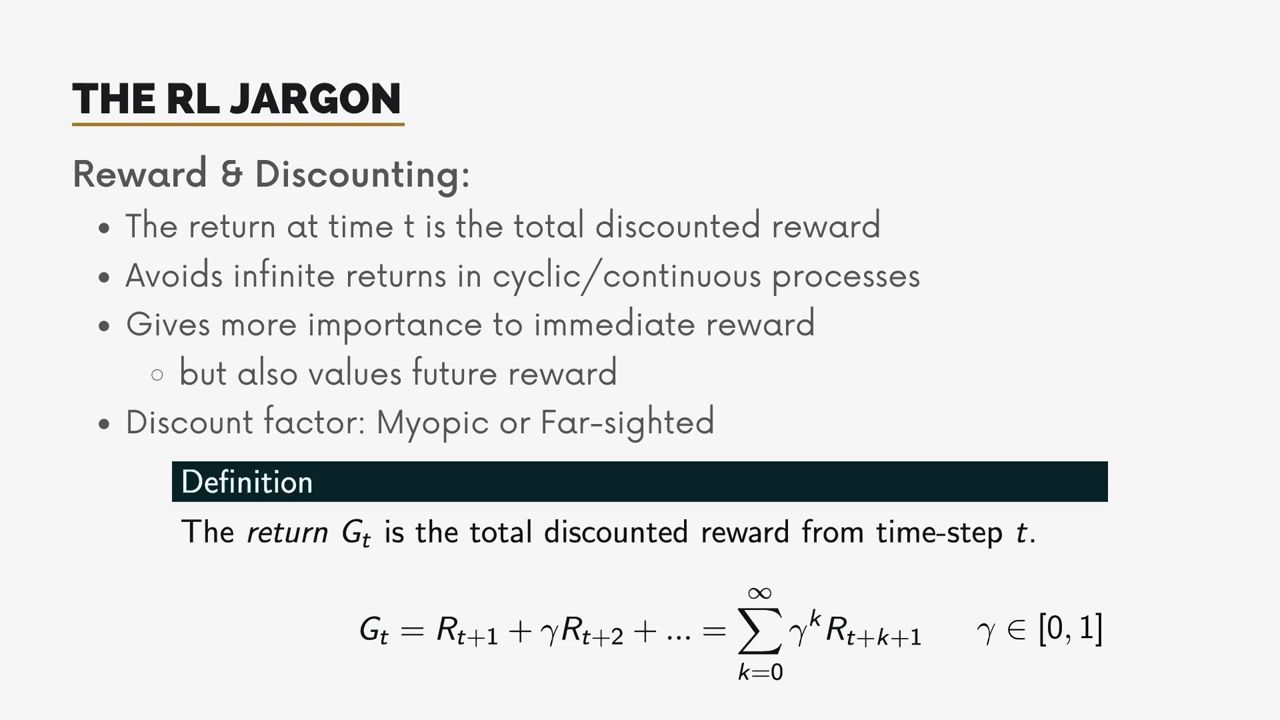 THE RL JARGON
Reward & Discounting:
• The return at time t is the total discounted reward
• Avoids infinite returns in cyclic/continuous processes
• Gives more importance to immediate reward
○ but also values future reward
• Discount factor: Myopic or Far-sighted
Definition
The return G_t is the total discounted reward from time-step t.
G_t = R_{t+1} + γR_{t+2} + ... = \sum_{k=0}^{∞} γ^k R_{t+k+1} γ ∈ [0, 1]